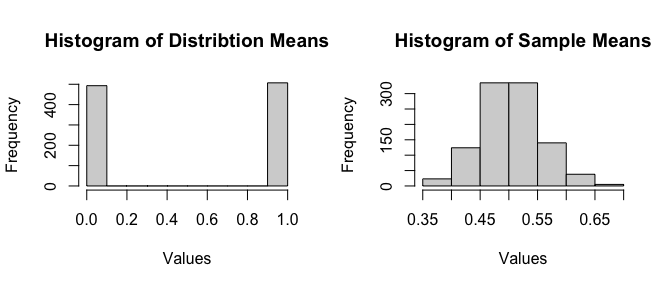 Histogram of Distribtion Means
Frequency
0 200 400
0.0 0.2 0.4 0.6 0.8 1.0
Values
Histogram of Sample Means
Frequency
0 150 300
0.35 0.45 0.55 0.65
Values